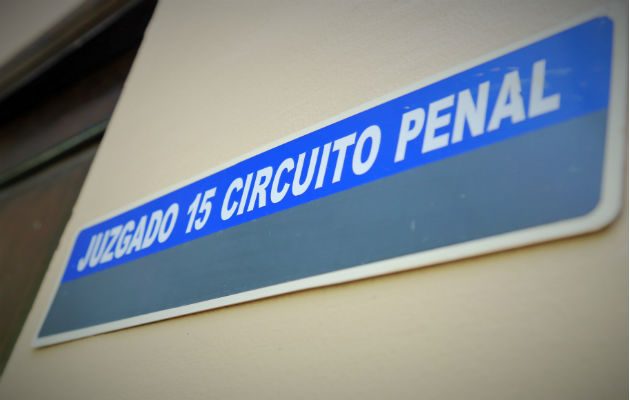 JUZGADO 15 CIRCUITO PENAL